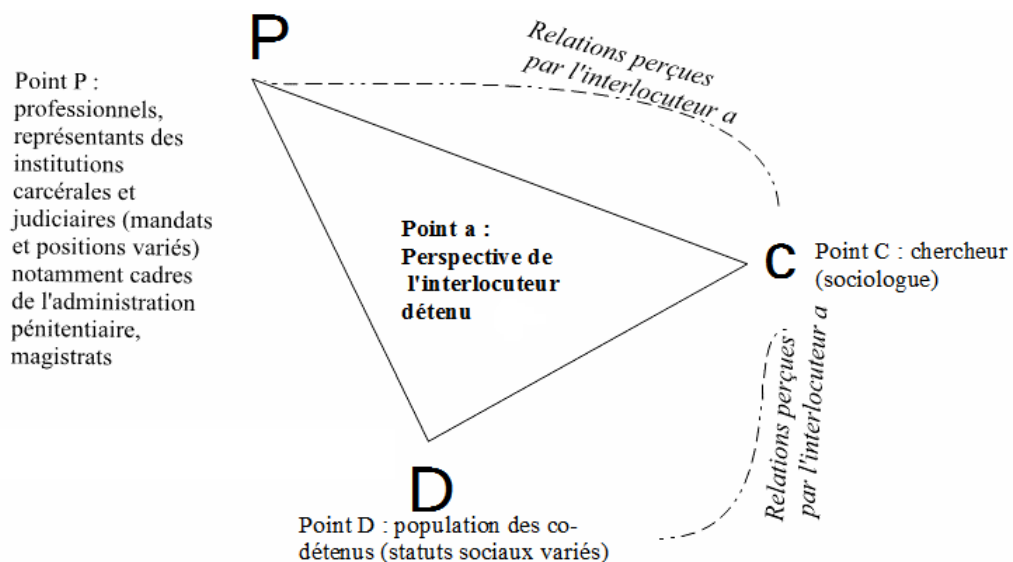 P
Relations perçues
par l'interlocuteur a
Point P :
professionnels,
représentants des
institutions
carcérales et
judiciaires (mandats
et positions variés)
notamment cadres
de l'administration
pénitentiaire,
magistrats
Point a :
Perspective de
l'interlocuteur
détenu
C
Point C : chercheur
(sociologue)
Relations perçues
par l'interlocuteur a
D
Point D : population des co-
détenus (statuts sociaux variés)